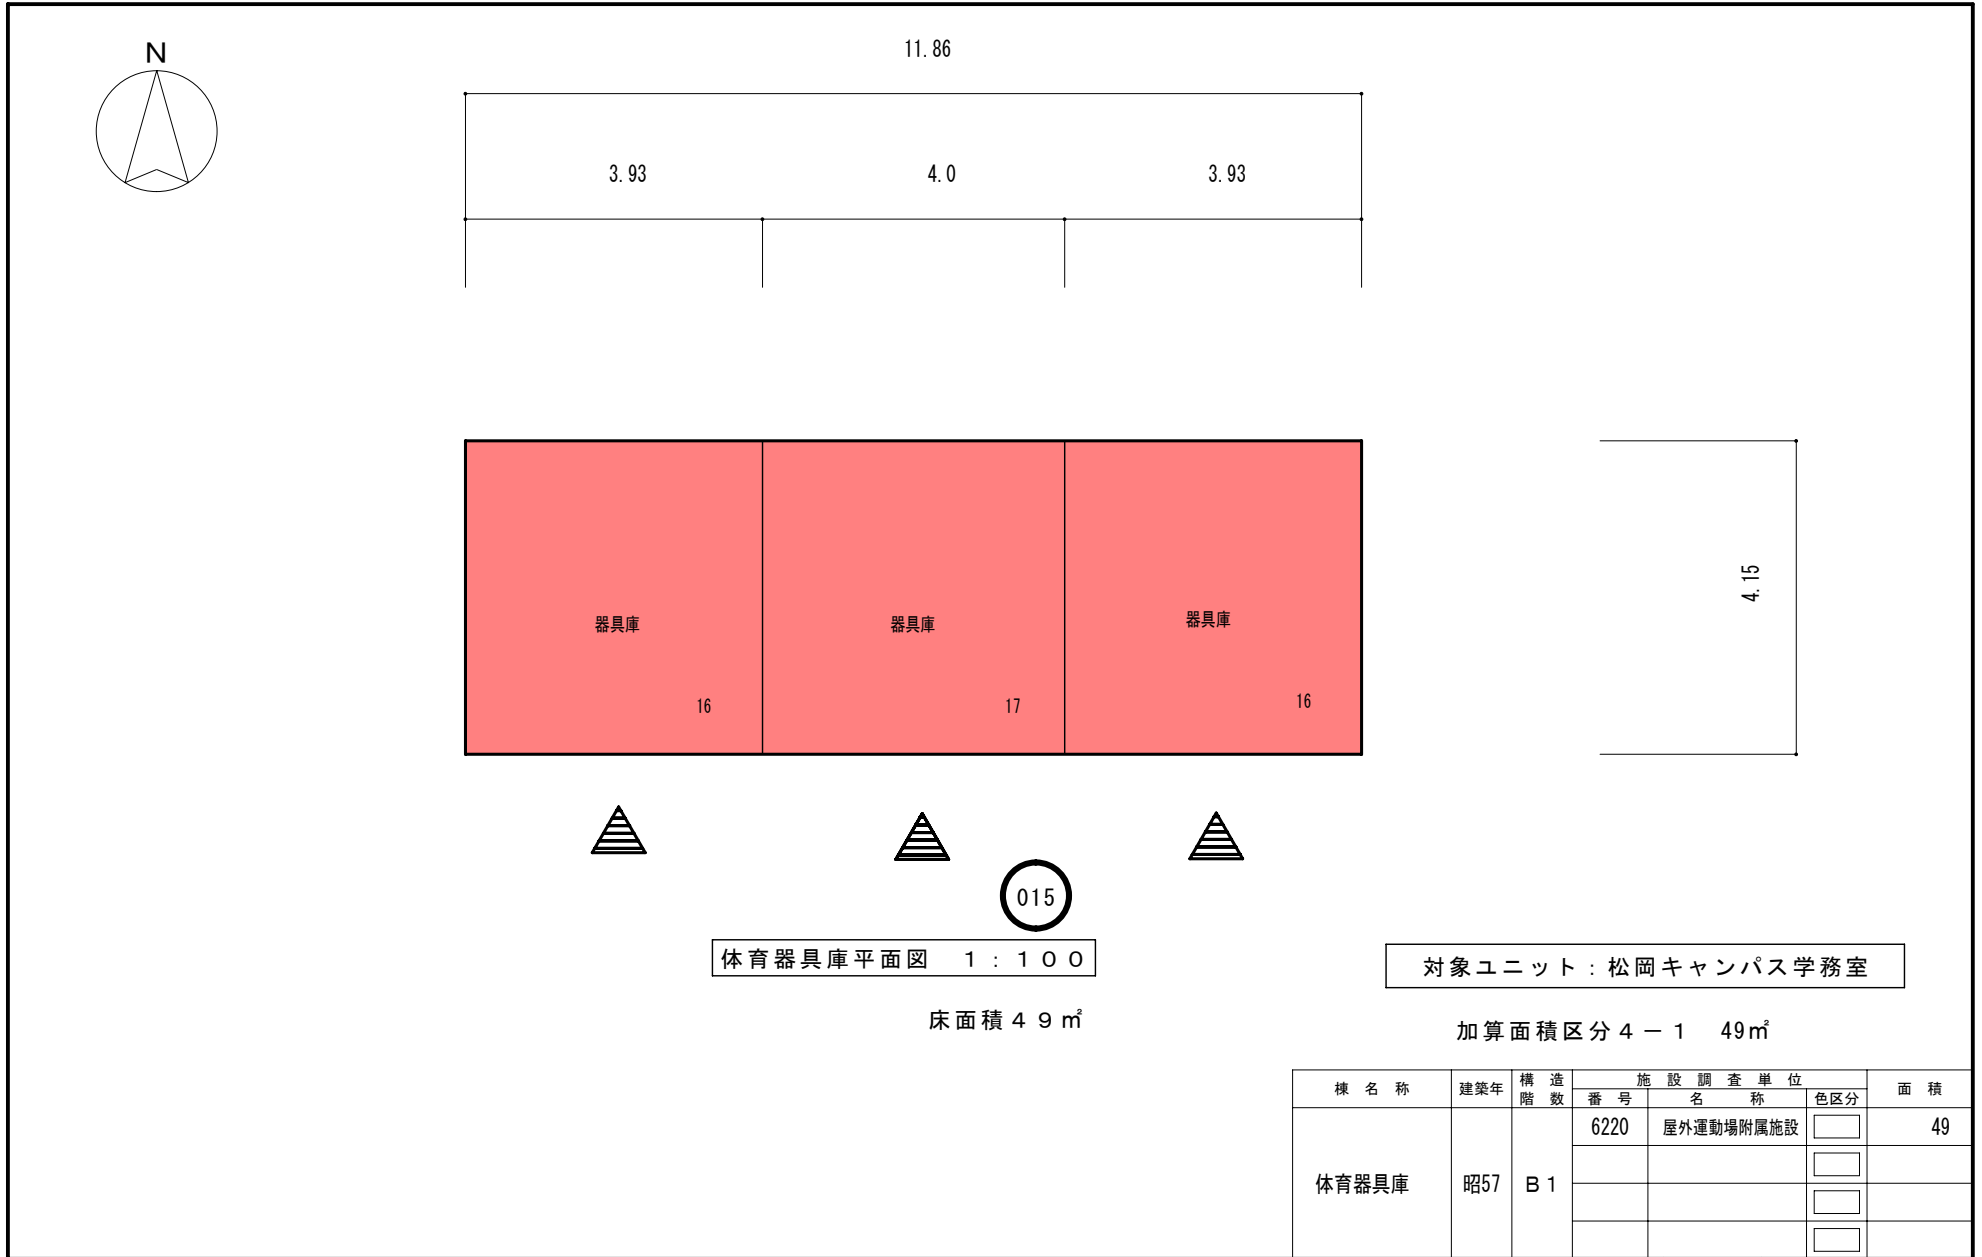 N
11.86
3.93 4.0 3.93
4.15
器具庫 器具庫 器具庫
16 17 16
015
体育器具庫平面図 1：100
床面積49㎡
対象ユニット：松岡キャンパス学務室
加算面積区分4－1 49㎡
棟名称 建築年 構造階数 施設調査単位 面積
番号 名称 色区分
6220 屋外運動場附属施設 49
体育器具庫 昭57 B1